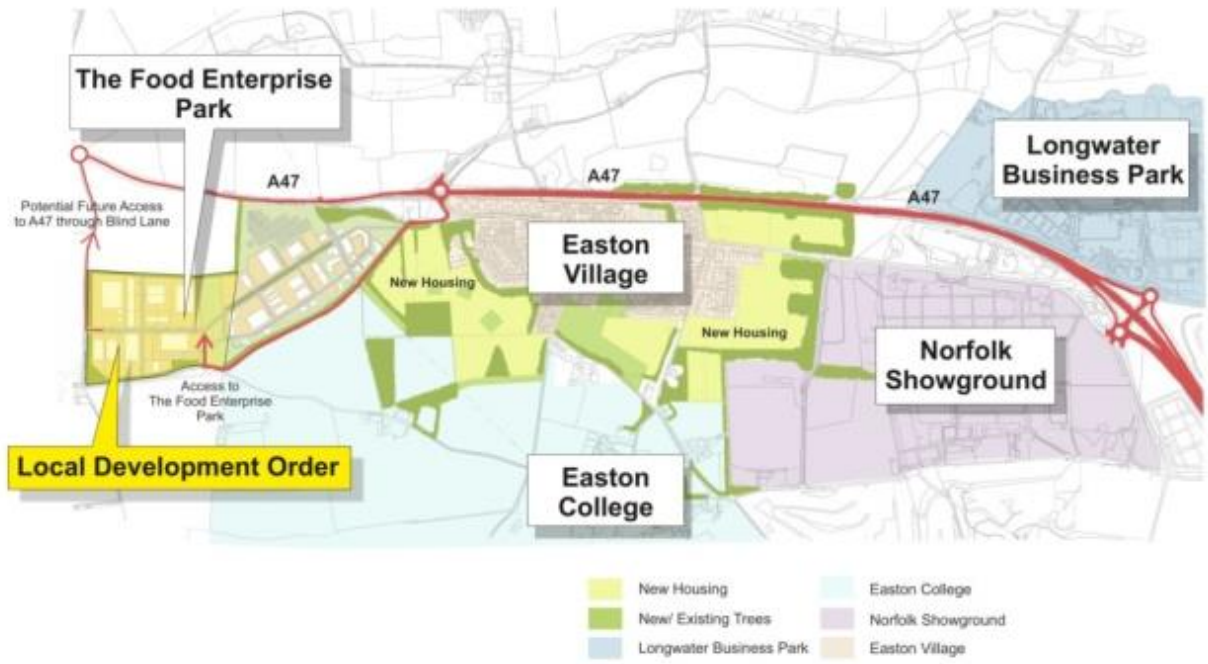 The Food Enterprise
Park
A47
A47
A47
Longwater
Business Park
Potential Future Access
to A47 through Blind Lane
Easton
Village
New Housing
New Housing
Norfolk
Showground
Access to
The Food Enterprise
Park
Local Development Order
Easton
College
New Housing
New/ Existing Trees
Longwater Business Park
Easton College
Norfolk Showground
Easton Village